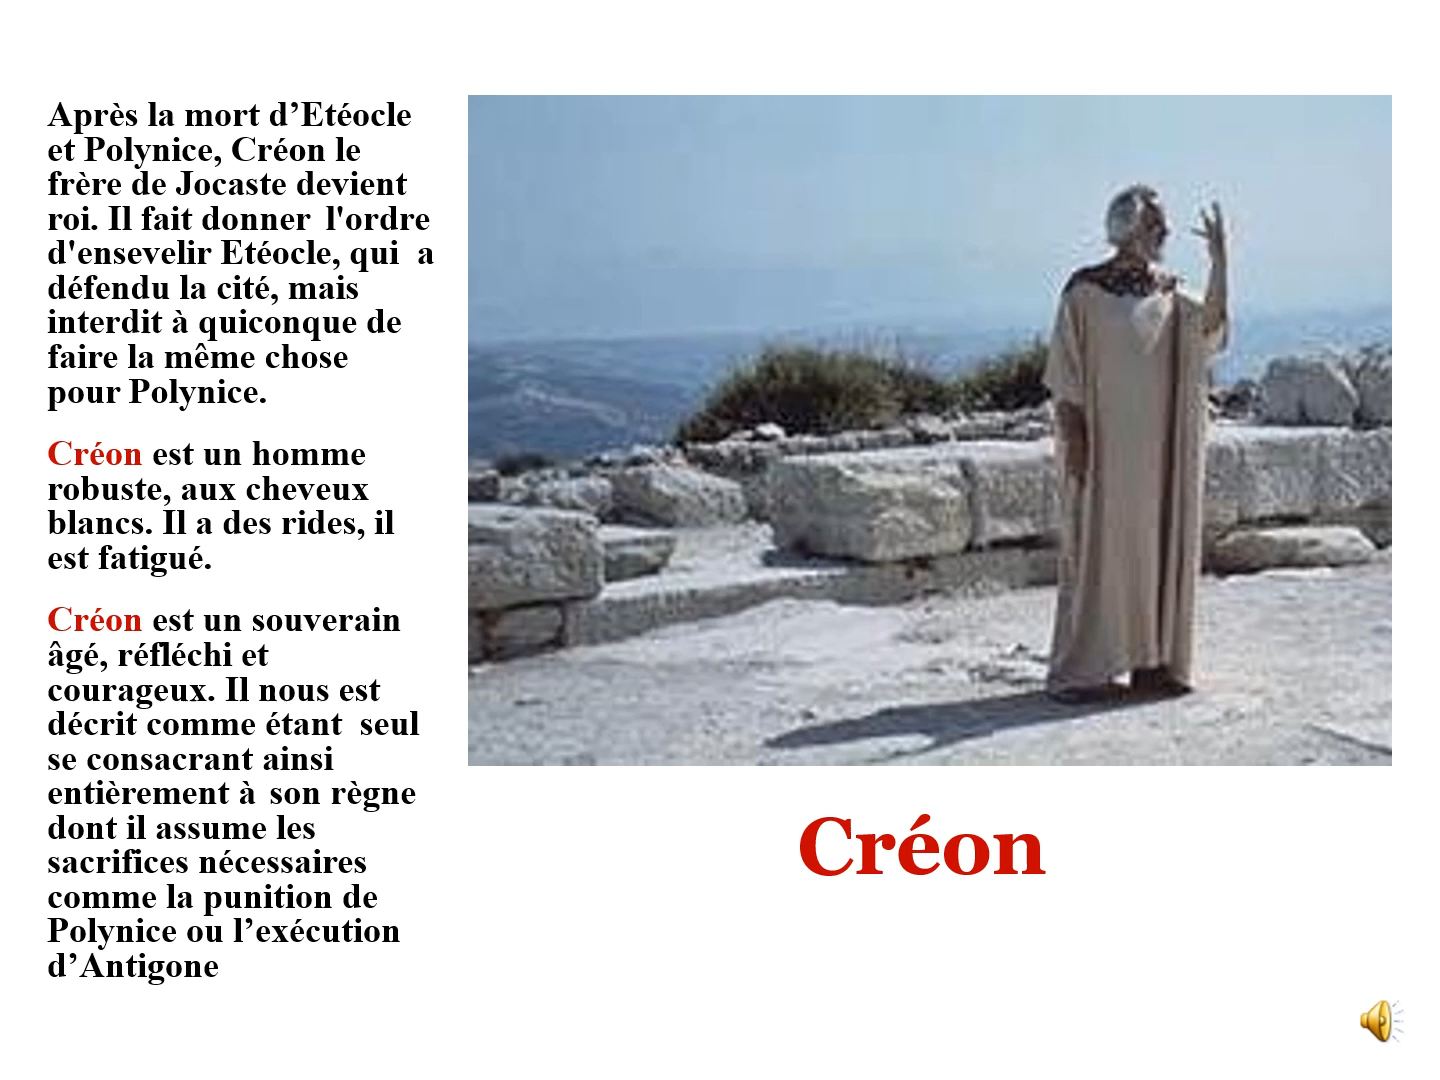 Après la mort d’Etéocle
et Polynice, Créon le
frère de Jocaste devient
roi. Il fait donner  l'ordre
d'ensevelir Etéocle, qui  a
défendu la cité, mais
interdit à quiconque de
faire la même chose
pour Polynice.
Créon est un homme
robuste, aux cheveux
blancs. Il a des rides, il
est fatigué.
Créon est un souverain
âgé, réfléchi et
courageux. Il nous est
décrit comme étant  seul
se consacrant ainsi
entièrement à  son règne
dont il assume les
sacrifices nécessaires
comme la punition de
Polynice ou l’exécution
d’Antigone
Créon